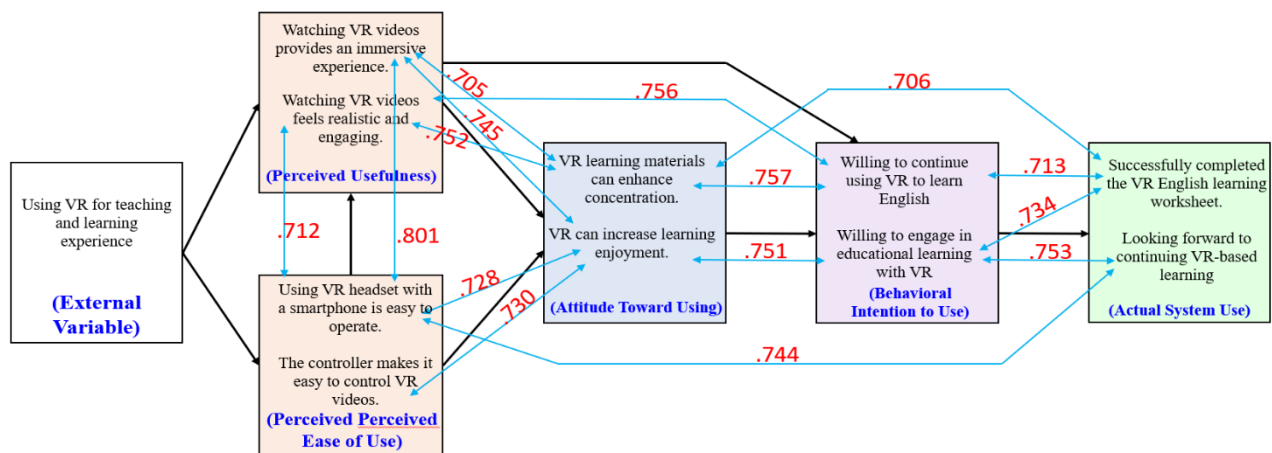 Using VR for teaching
and learning
experience
(External
Variable)
Watching VR videos
provides an immersive
experience.
Watching VR videos
feels realistic and
engaging.
(Perceived Usefulness)
Using VR headset with
a smartphone is easy to
operate.
The controller makes it
easy to control VR
videos.
(Perceived Perceived
Ease of Use)
.712
.801
.705
.745
.752
.756
.728
.730
VR learning materials
can enhance
concentration.
VR can increase learning
enjoyment.
(Attitude Toward Using)
.757
.751
.706
.744
Willing to continue
using VR to learn
English
Willing to engage in
educational learning
with VR
(Behavioral
Intention to Use)
.713
.734
.753
Successfully completed
the VR English learning
worksheet.
Looking forward to
continuing VR-based
learning
(Actual System Use)